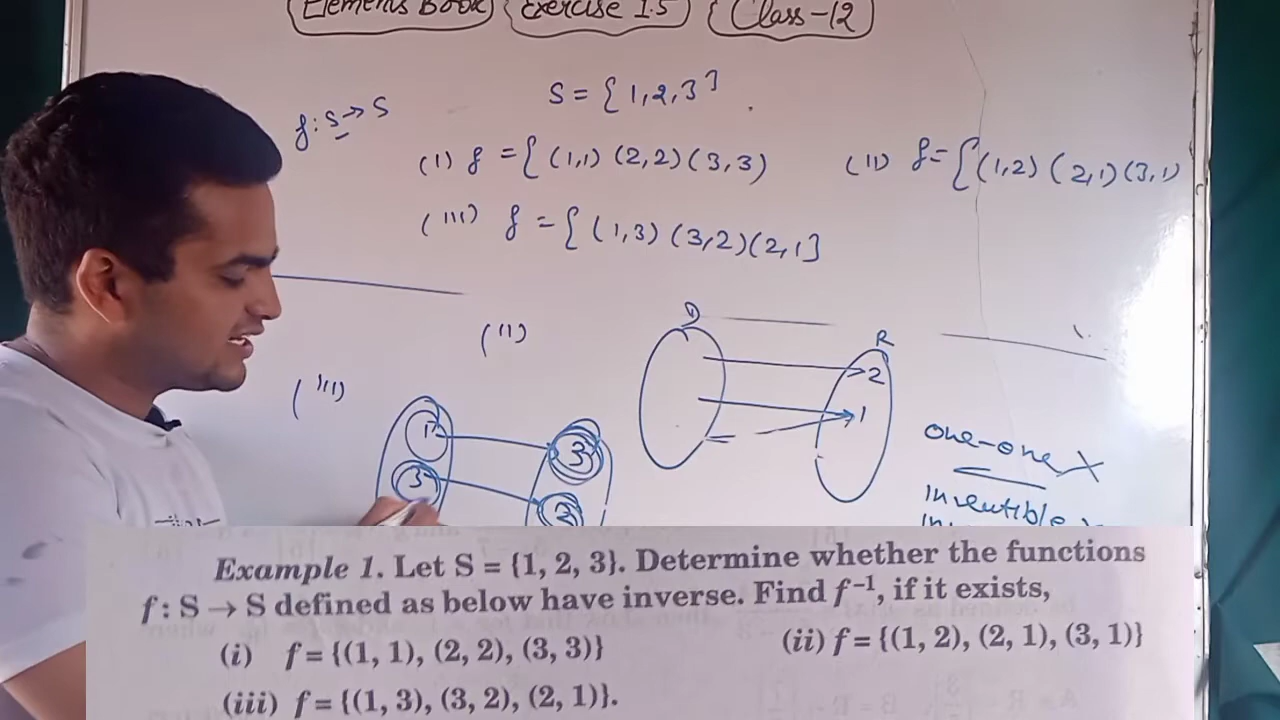 Elements Book Exercise 1.5 Class-12
S = {1,2,3}
f: S → S
(i) f = { (1,1) (2,2) (3,3)
(ii) f = { (1,2) (2,1) (3,1)
(iii) f = { (1,3) (3,2) (2,1}
(ii)
D
R
2
1
(iii)
1
3
3
2
one-one X
invertible
Example 1. Let S = {1, 2, 3}. Determine whether the functions
f : S → S defined as below have inverse. Find f⁻¹, if it exists,
(i) f = {(1, 1), (2, 2), (3, 3)} (ii) f = {(1, 2), (2, 1), (3, 1)}
(iii) f = {(1, 3), (3, 2), (2, 1)}.